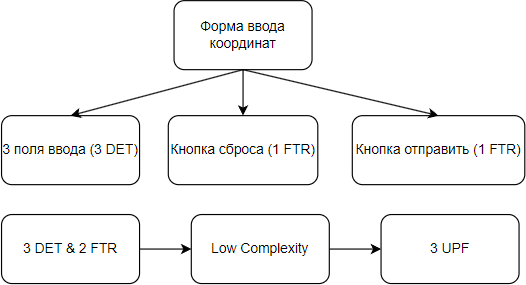 Форма ввода
координат
3 поля ввода (3 DET)
Кнопка сброса (1 FTR)
Кнопка отправить (1 FTR)
3 DET & 2 FTR
Low Complexity
3 UPF